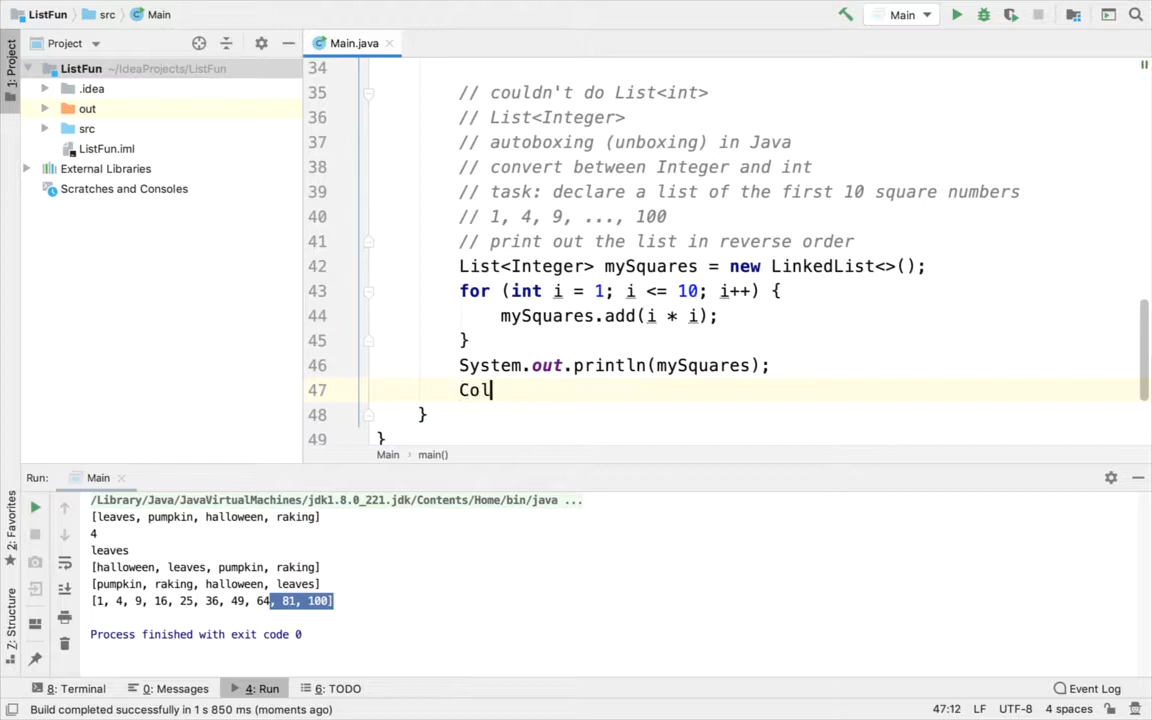 ListFun src Main Main
Project
Main.java
1: Project
ListFun ~/IdeaProjects/ListFun
.idea
out
src
ListFun.iml
External Libraries
Scratches and Consoles
34
35 // couldn't do List<int>
36 // List<Integer>
37 // autoboxing (unboxing) in Java
38 // convert between Integer and int
39 // task: declare a list of the first 10 square numbers
40 // 1, 4, 9, ..., 100
41 // print out the list in reverse order
42 List<Integer> mySquares = new LinkedList<>();
43 for (int i = 1; i <= 10; i++) {
44 mySquares.add(i * i);
45 }
46 System.out.println(mySquares);
47 Col
48 }
49 }
Main main()
Run: Main
/Library/Java/JavaVirtualMachines/jdk1.8.0_221.jdk/Contents/Home/bin/java ...
[leaves, pumpkin, halloween, raking]
4
leaves
[halloween, leaves, pumpkin, raking]
[pumpkin, raking, halloween, leaves]
[1, 4, 9, 16, 25, 36, 49, 64, 81, 100]
Process finished with exit code 0
2: Favorites
Z: Structure
8: Terminal 0: Messages 4: Run 6: TODO Event Log
Build completed successfully in 1 s 850 ms (moments ago) 47:12 LF UTF-8 4 spaces